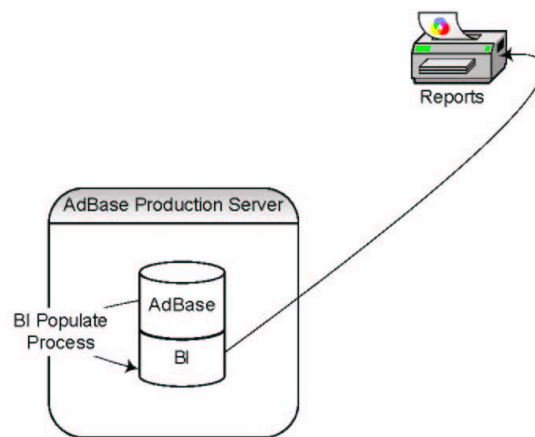 Reports
AdBase Production Server
AdBase
BI Populate
Process
BI